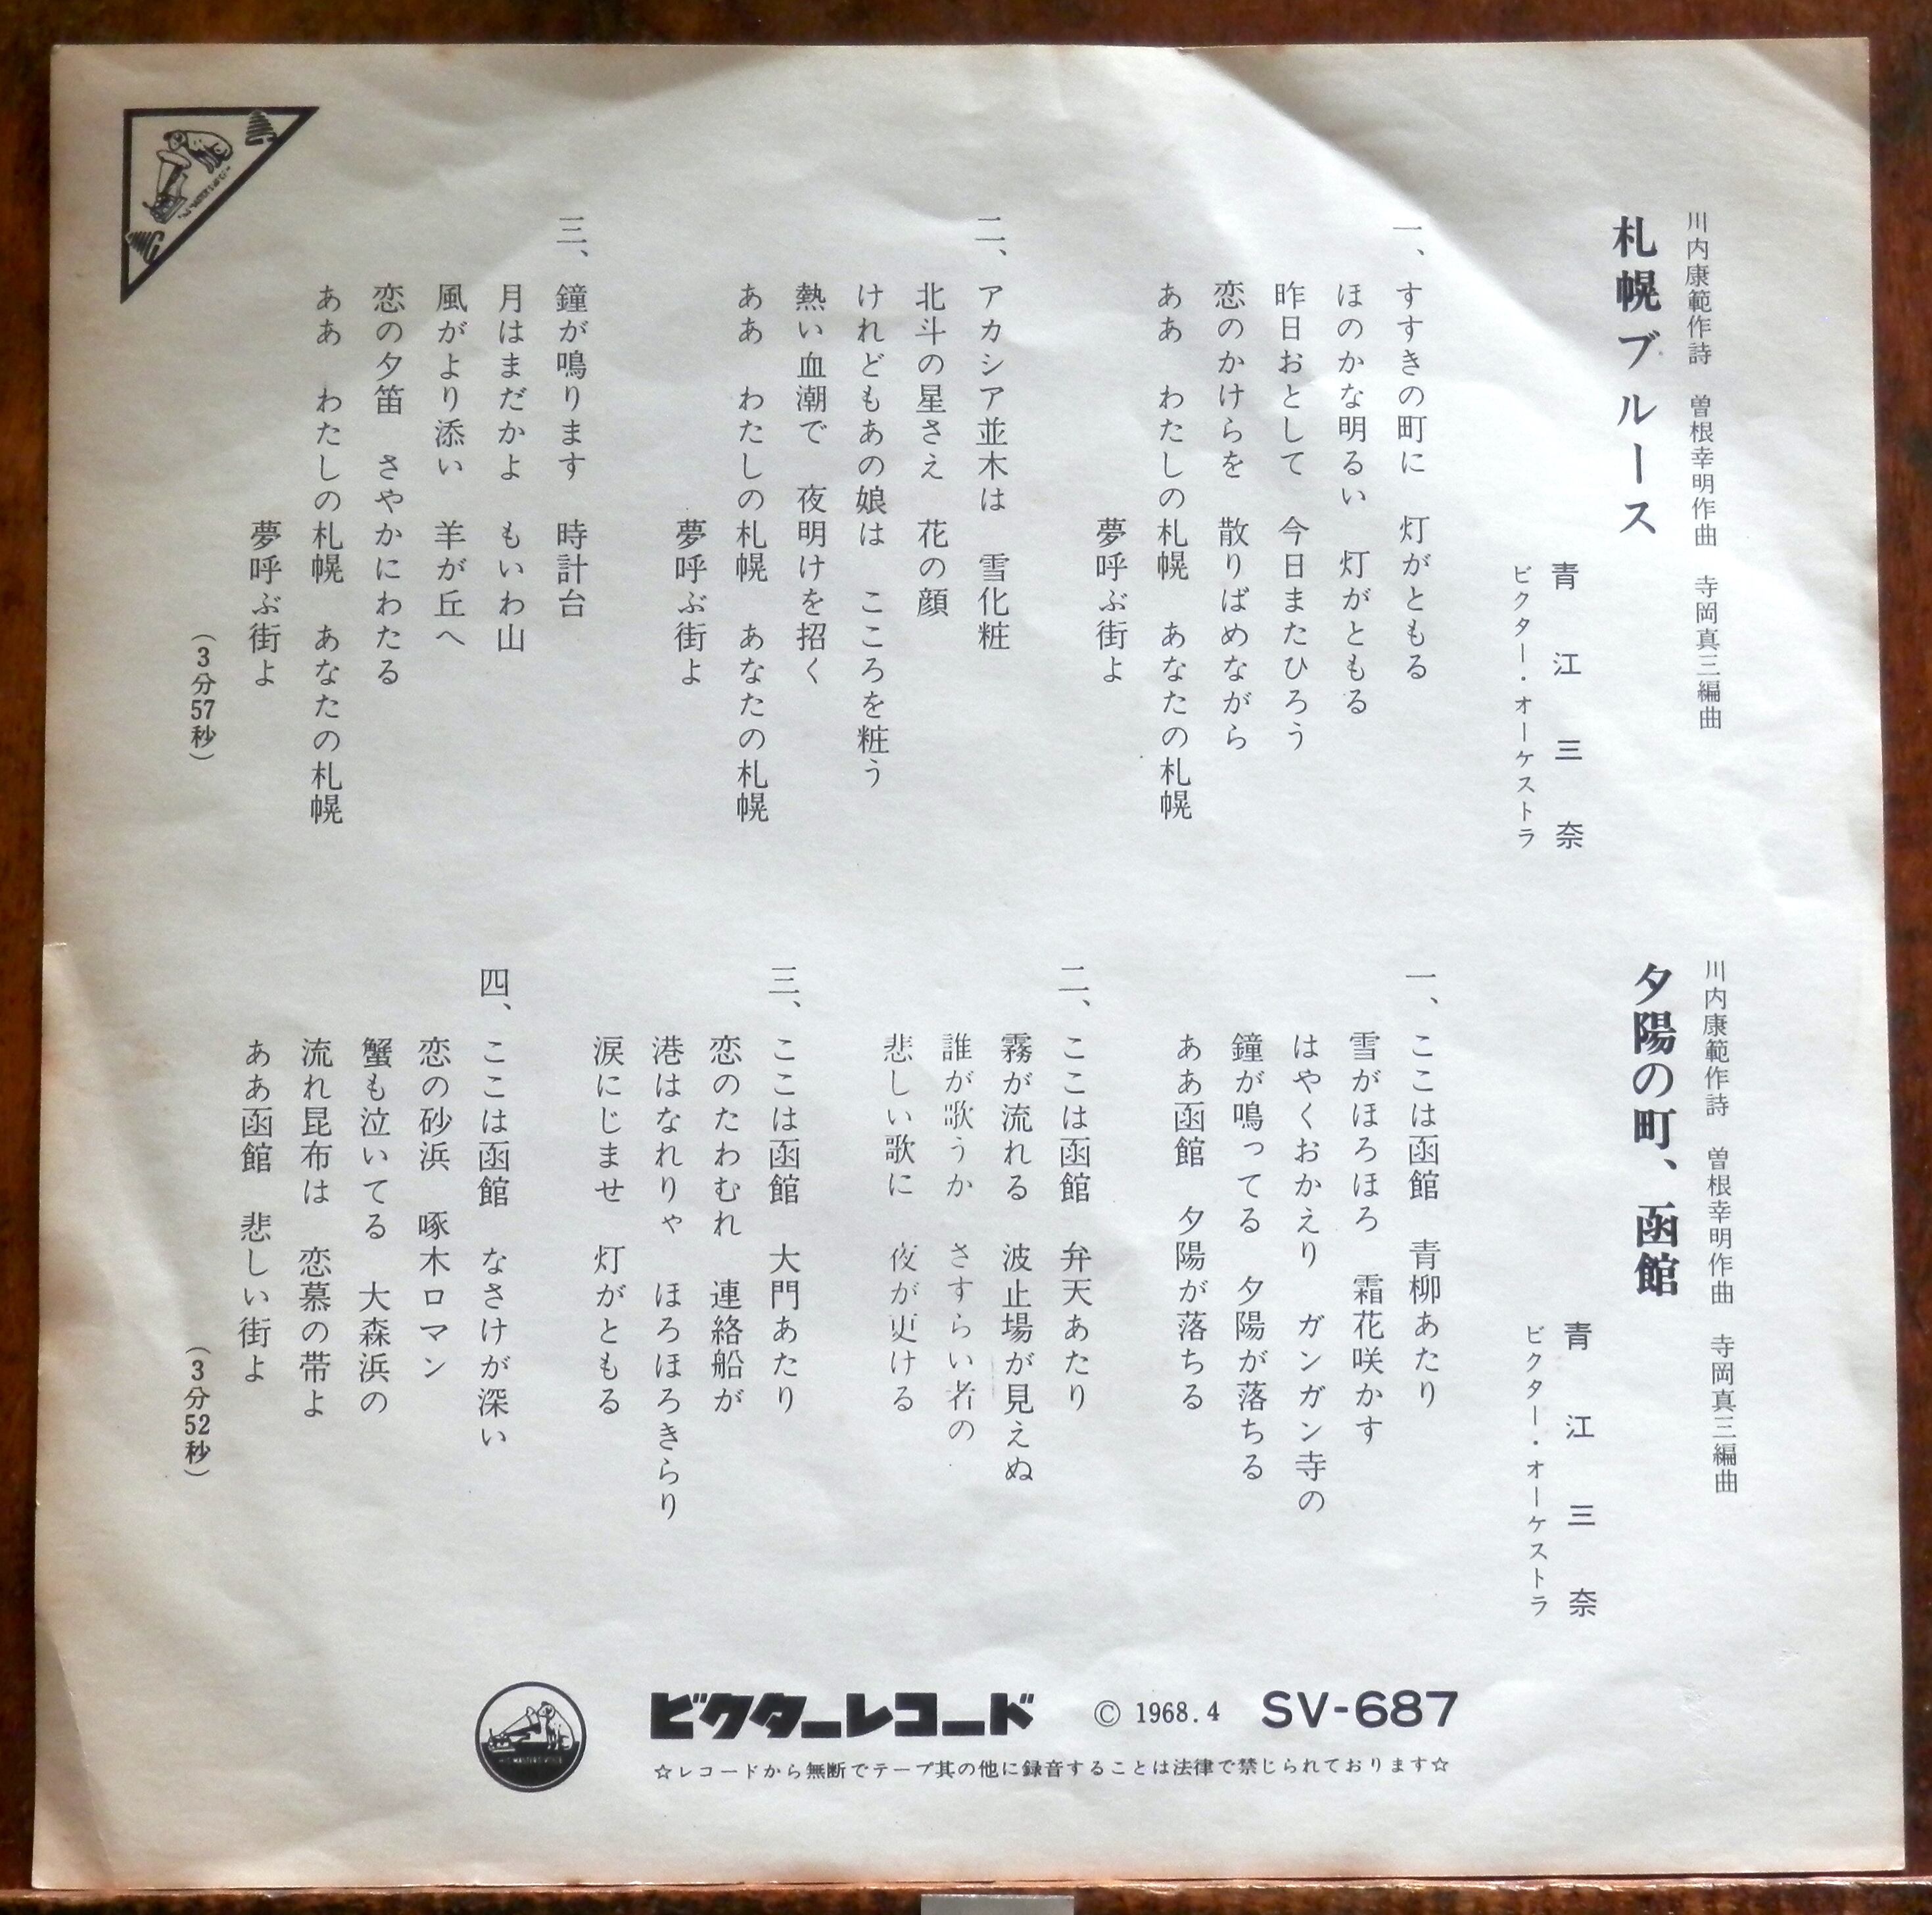 川内康範作詩　曽根幸明作曲　寺岡真三編曲
札幌ブルース
青江三奈
ビクター・オーケストラ
一、すすきの町に　灯がともる
ほのかな明るい　灯がともる
昨日おとして　今日またひろう
恋のかけらを　散りばめながら
ああ　わたしの札幌　あなたの札幌
夢呼ぶ街よ
二、アカシア並木は　雪化粧
北斗の星さえ　花の顔
けれどもあの娘は　こころを粧う
熱い血潮で　夜明けを招く
ああ　わたしの札幌　あなたの札幌
夢呼ぶ街よ
三、鐘が鳴ります　時計台
月はまだかよ　もいわ山
風がより添い　羊が丘へ
恋の夕笛　さやかにわたる
ああ　わたしの札幌　あなたの札幌
夢呼ぶ街よ
（3分57秒）
川内康範作詩　曽根幸明作曲　寺岡真三編曲
夕陽の町、函館
青江三奈
ビクター・オーケストラ
一、ここは函館　青柳あたり
雪がほろほろ　霜花咲かす
はやくおかえり　ガンガン寺の
鐘が鳴ってる　夕陽が落ちる
ああ函館　夕陽が落ちる
二、ここは函館　弁天あたり
霧が流れる　波止場が見えぬ
誰が歌うか　さすらい者の
悲しい歌に　夜が更ける
三、ここは函館　大門あたり
恋のたわむれ　連絡船が
港はなれりゃ　ほろほろきらり
涙にじませ　灯がともる
四、ここは函館　なさけが深い
恋の砂浜　啄木ロマン
蟹も泣いてる　大森浜の
流れ昆布は　恋慕の帯よ
ああ函館　悲しい街よ
（3分52秒）
ビクターレコード　© 1968.4　SV-687
☆レコードから無断でテープ其の他に録音することは法律で禁じられております☆